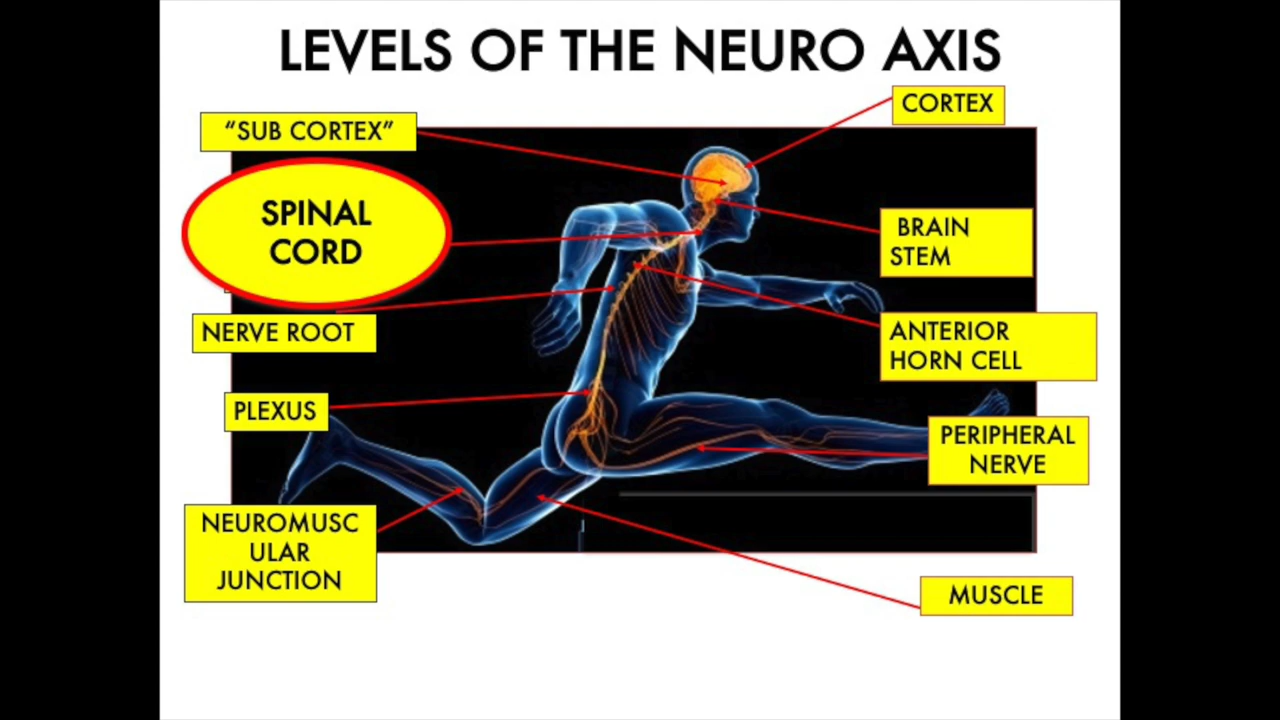 LEVELS OF THE NEURO AXIS
CORTEX
“SUB CORTEX”
SPINAL
CORD
BRAIN
STEM
NERVE ROOT
ANTERIOR
HORN CELL
PLEXUS
PERIPHERAL
NERVE
NEUROMUSC
ULAR
JUNCTION
MUSCLE